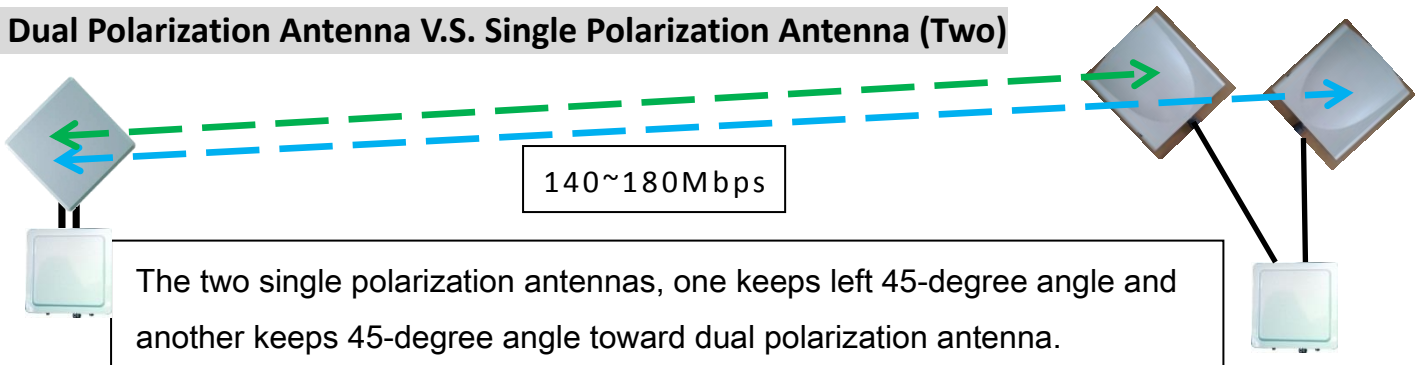 Dual Polarization Antenna V.S. Single Polarization Antenna (Two)
140~180Mbps
The two single polarization antennas, one keeps left 45-degree angle and
another keeps 45-degree angle toward dual polarization antenna.